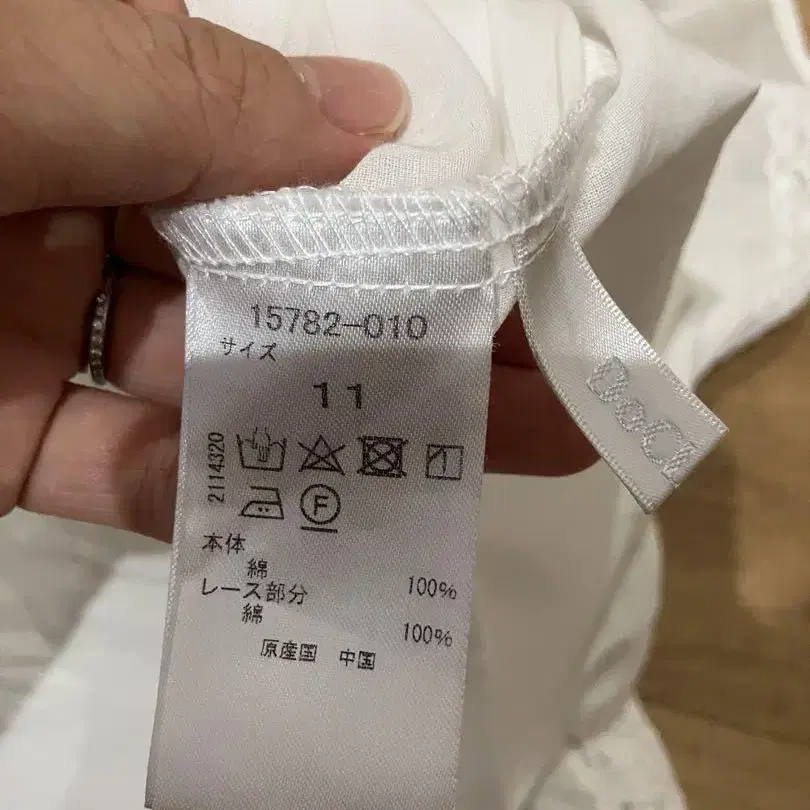 15782-010
サイズ
11
2114320
F
本体
綿 100%
レース部分
綿 100%
原産国 中国